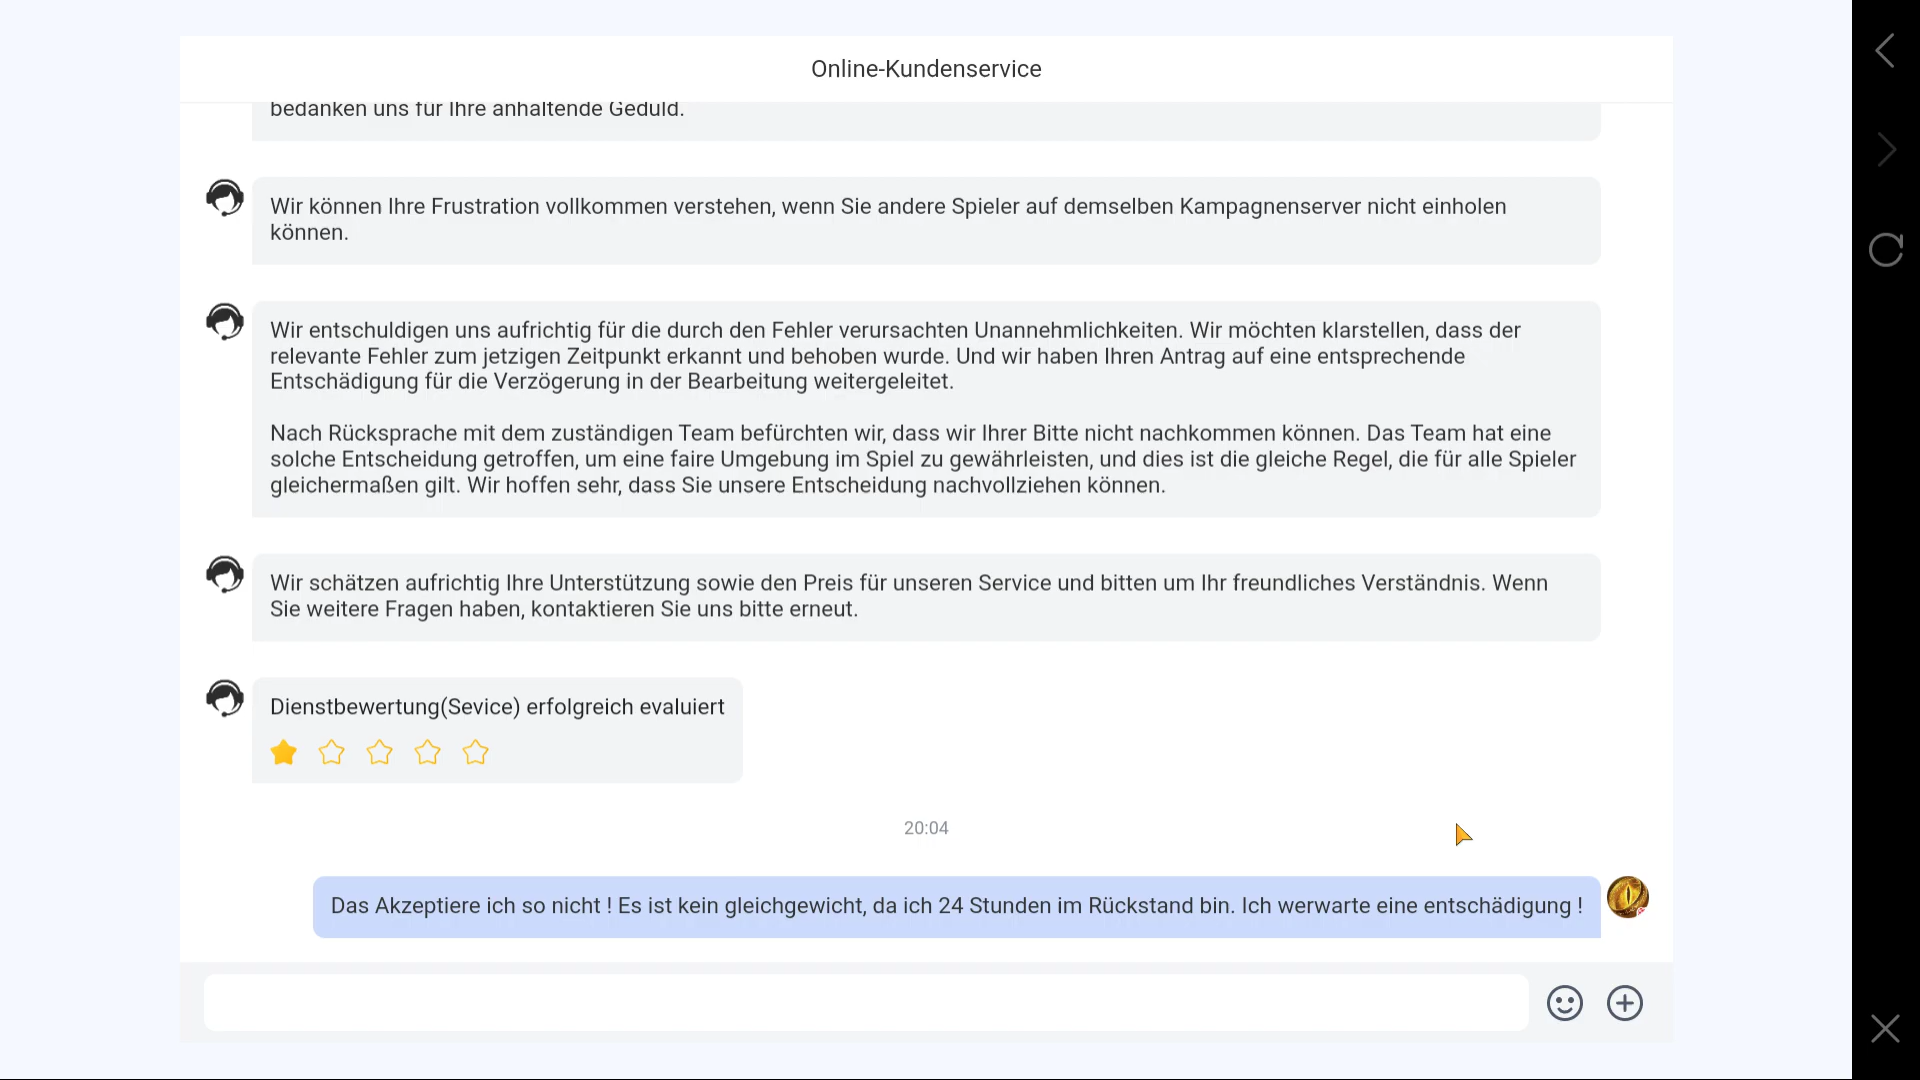 Online-Kundenservice
bedanken uns für Ihre anhaltende Geduld.
Wir können Ihre Frustration vollkommen verstehen, wenn Sie andere Spieler auf demselben Kampagnenserver nicht einholen
können.
Wir entschuldigen uns aufrichtig für die durch den Fehler verursachten Unannehmlichkeiten. Wir möchten klarstellen, dass der
relevante Fehler zum jetzigen Zeitpunkt erkannt und behoben wurde. Und wir haben Ihren Antrag auf eine entsprechende
Entschädigung für die Verzögerung in der Bearbeitung weitergeleitet.
Nach Rücksprache mit dem zuständigen Team befürchten wir, dass wir Ihrer Bitte nicht nachkommen können. Das Team hat eine
solche Entscheidung getroffen, um eine faire Umgebung im Spiel zu gewährleisten, und dies ist die gleiche Regel, die für alle Spieler
gleichermaßen gilt. Wir hoffen sehr, dass Sie unsere Entscheidung nachvollziehen können.
Wir schätzen aufrichtig Ihre Unterstützung sowie den Preis für unseren Service und bitten um Ihr freundliches Verständnis. Wenn
Sie weitere Fragen haben, kontaktieren Sie uns bitte erneut.
Dienstbewertung(Sevice) erfolgreich evaluiert
20:04
Das Akzeptiere ich so nicht ! Es ist kein gleichgewicht, da ich 24 Stunden im Rückstand bin. Ich werwarte eine entschädigung !